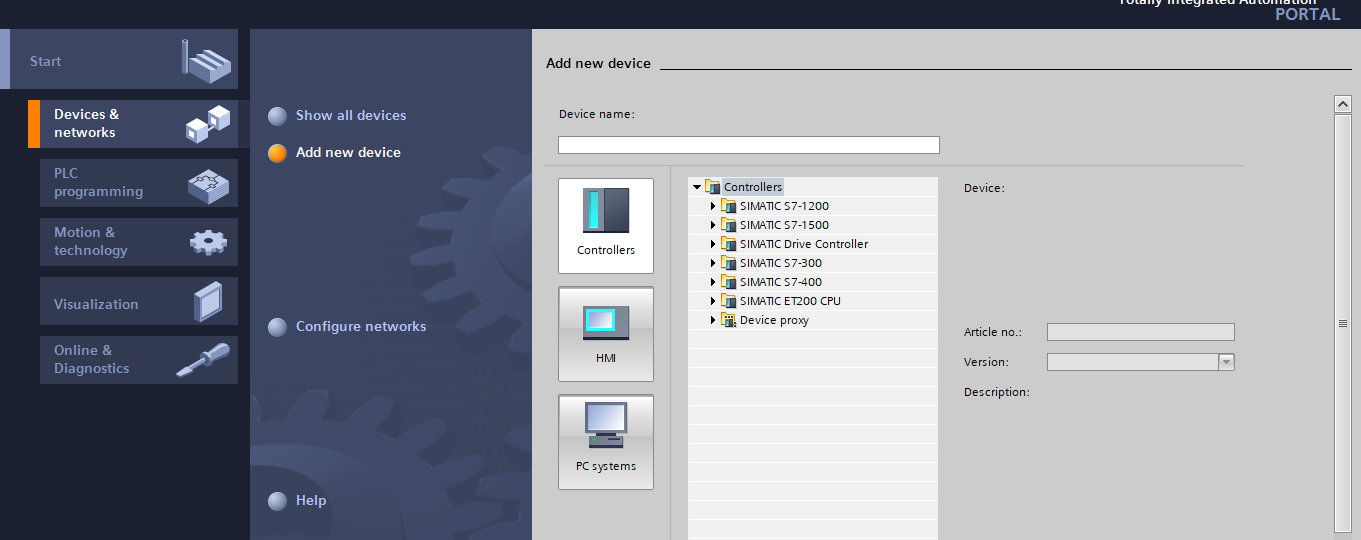 Totally Integrated Automation
PORTAL
Start
Devices &
networks
PLC
programming
Motion &
technology
Visualization
Online &
Diagnostics
Show all devices
Add new device
Configure networks
Help
Add new device
Device name:
Controllers
HMI
PC systems
Controllers
SIMATIC S7-1200
SIMATIC S7-1500
SIMATIC Drive Controller
SIMATIC S7-300
SIMATIC S7-400
SIMATIC ET200 CPU
Device proxy
Device:
Article no.:
Version:
Description: